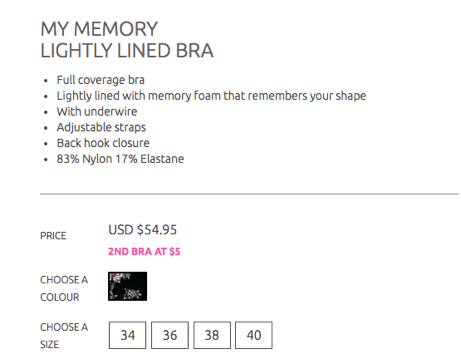 MY MEMORY
LIGHTLY LINED BRA
• Full coverage bra
• Lightly lined with memory foam that remembers your shape
• With underwire
• Adjustable straps
• Back hook closure
• 83% Nylon 17% Elastane
PRICE USD $54.95
2ND BRA AT $5
CHOOSE A
COLOUR
CHOOSE A
SIZE
34 36 38 40